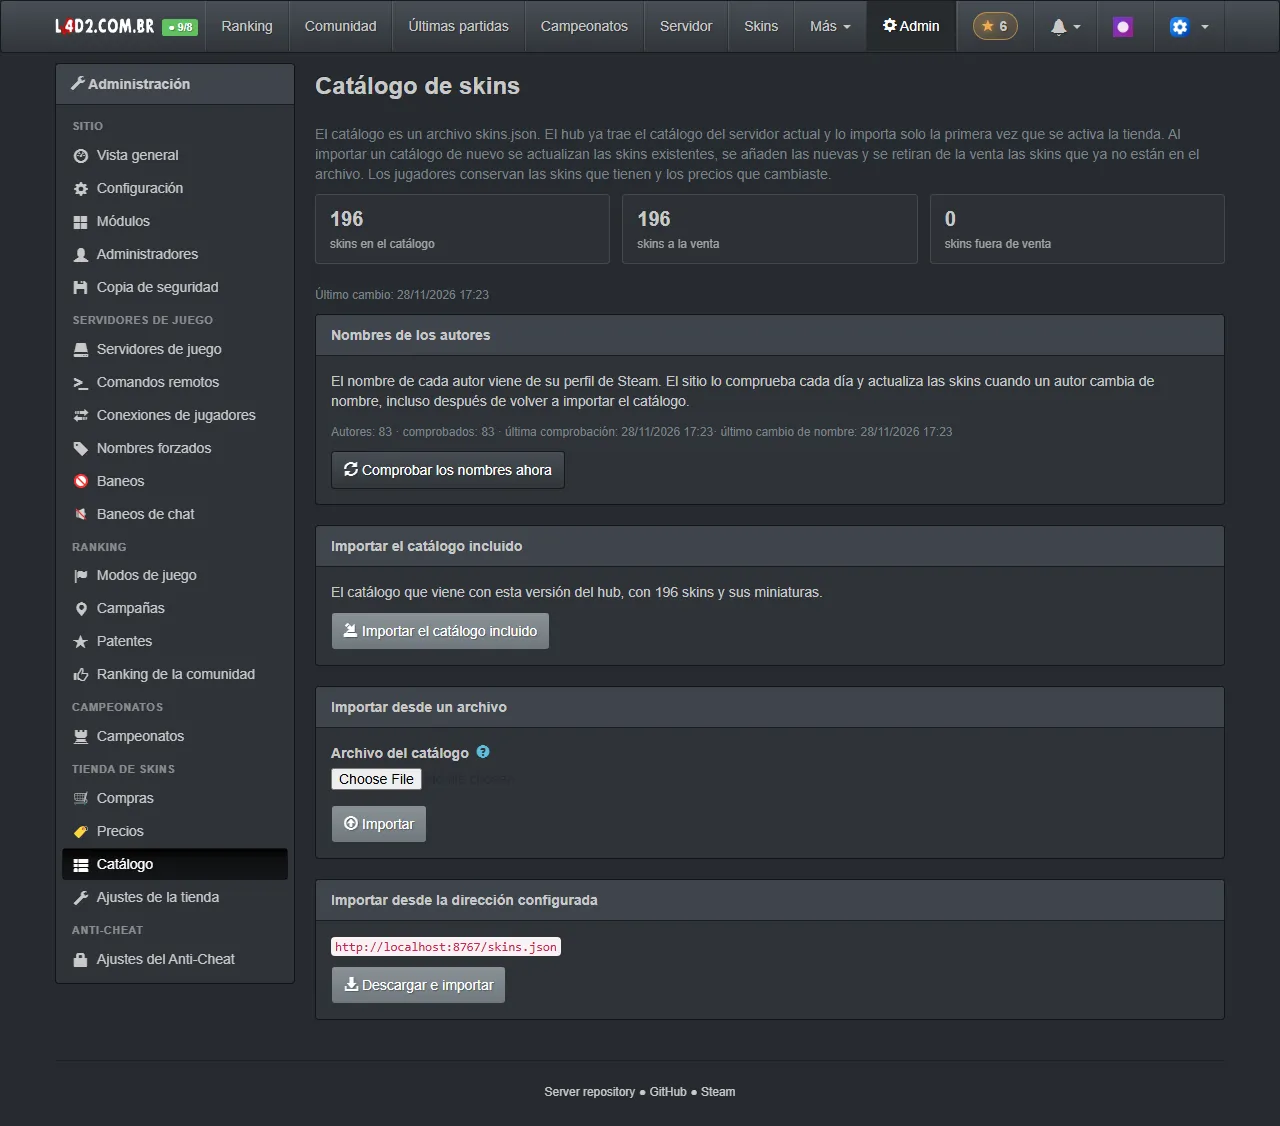 L4D2.COM.BR
● 9/8
Ranking
Comunidad
Últimas partidas
Campeonatos
Servidor
Skins
Más
Admin
★ 6
Administración
SITIO
Vista general
Configuración
Módulos
Administradores
Copia de seguridad
SERVIDORES DE JUEGO
Servidores de juego
Comandos remotos
Conexiones de jugadores
Nombres forzados
Baneos
Baneos de chat
RANKING
Modos de juego
Campañas
Patentes
Ranking de la comunidad
CAMPEONATOS
Campeonatos
TIENDA DE SKINS
Compras
Precios
Catálogo
Ajustes de la tienda
ANTI-CHEAT
Ajustes del Anti-Cheat
Catálogo de skins
El catálogo es un archivo skins.json. El hub ya trae el catálogo del servidor actual y lo importa solo la primera vez que se activa la tienda. Al
importar un catálogo de nuevo se actualizan las skins existentes, se añaden las nuevas y se retiran de la venta las skins que ya no están en el
archivo. Los jugadores conservan las skins que tienen y los precios que cambiaste.
196
skins en el catálogo
196
skins a la venta
0
skins fuera de venta
Último cambio: 28/11/2026 17:23
Nombres de los autores
El nombre de cada autor viene de su perfil de Steam. El sitio lo comprueba cada día y actualiza las skins cuando un autor cambia de
nombre, incluso después de volver a importar el catálogo.
Autores: 83 · comprobados: 83 · última comprobación: 28/11/2026 17:23· último cambio de nombre: 28/11/2026 17:23
Comprobar los nombres ahora
Importar el catálogo incluido
El catálogo que viene con esta versión del hub, con 196 skins y sus miniaturas.
Importar el catálogo incluido
Importar desde un archivo
Archivo del catálogo ?
Choose File
Importar
Importar desde la dirección configurada
http://localhost:8767/skins.json
Descargar e importar
Server repository ● GitHub ● Steam